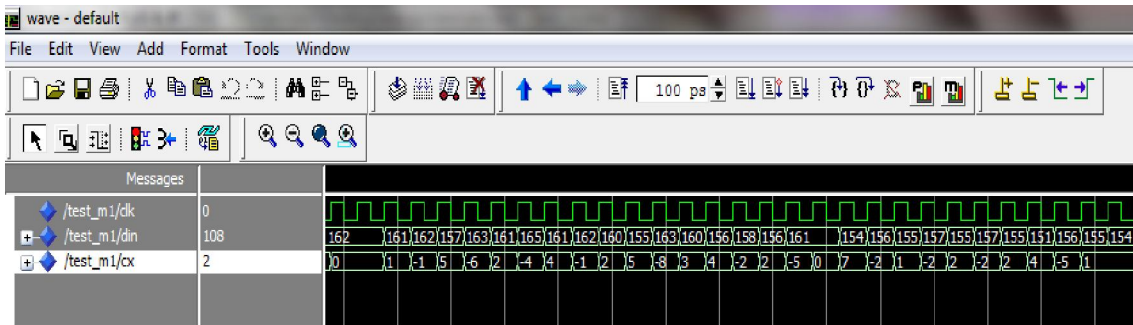 wave - default
File Edit View Add Format Tools Window
100 ps
Messages
/test_m1/clk 0
/test_m1/din 108 162 161 162 157 163 161 165 161 162 160 155 163 160 156 158 156 161 154 156 155 157 155 157 155 151 156 155 154
/test_m1/cx 2 0 1 -1 5 -6 2 -4 4 -1 2 5 -8 3 4 -2 2 -5 0 7 -2 1 -2 2 -2 2 4 -5 1